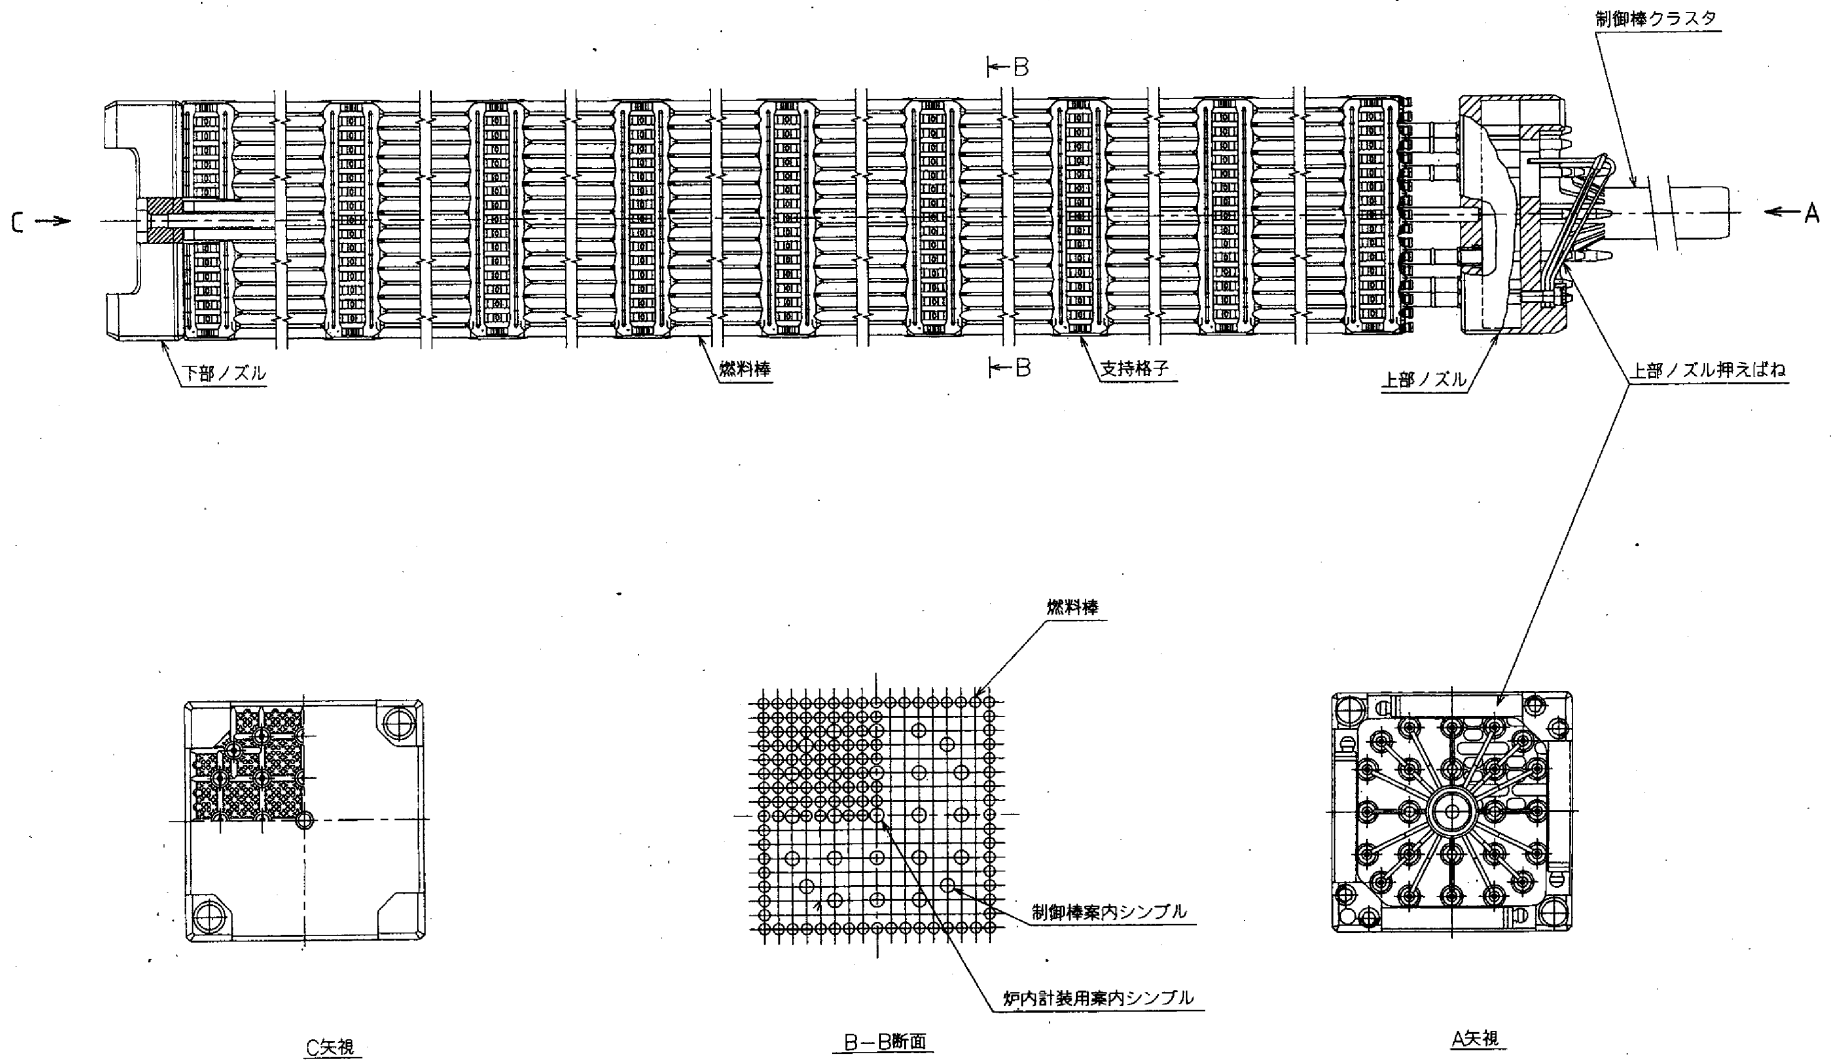 制御棒クラスタ
B
C
A
B
下部ノズル
燃料棒
支持格子
上部ノズル
上部ノズル押えばね
燃料棒
制御棒案内シンブル
炉内計装用案内シンブル
C矢視
B-B断面
A矢視